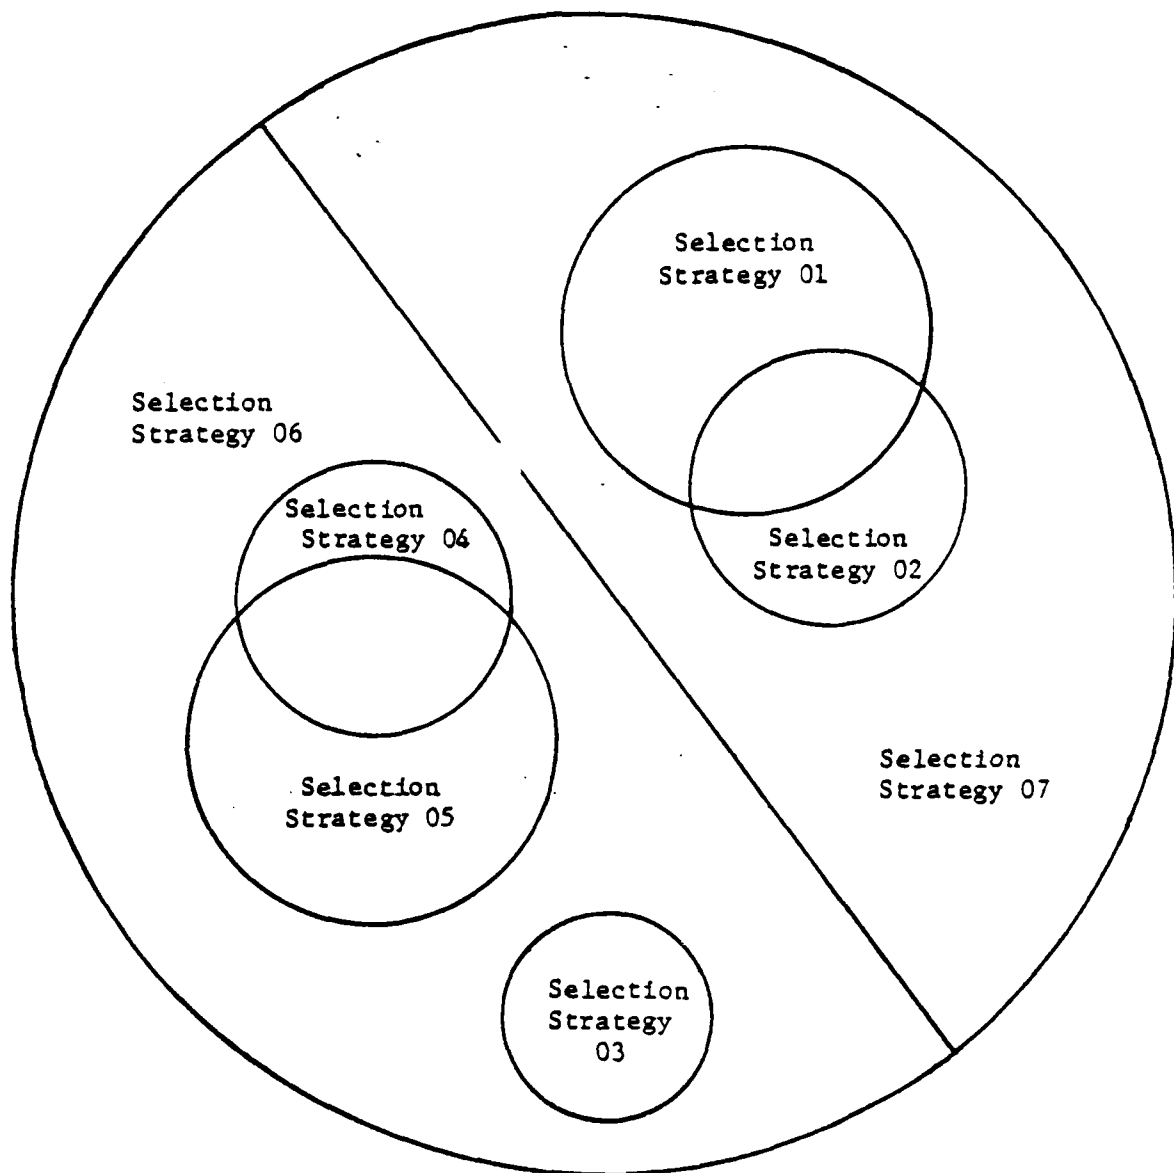 Selection
Strategy 01
Selection
Strategy 06
Selection
Strategy 04
Selection
Strategy 02
Selection
Strategy 07
Selection
Strategy 05
Selection
Strategy
03